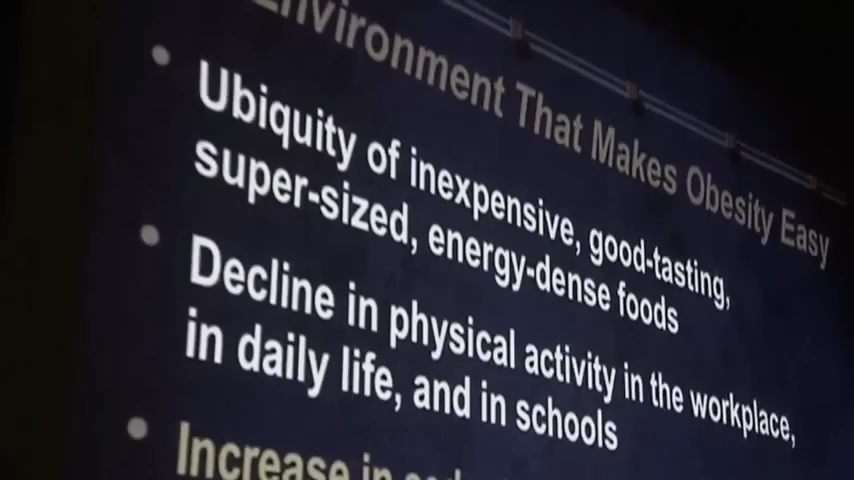 Environment That Makes Obesity Easy
• Ubiquity of inexpensive, good-tasting,
super-sized, energy-dense foods
• Decline in physical activity in the workplace,
in daily life, and in schools
• Increase in